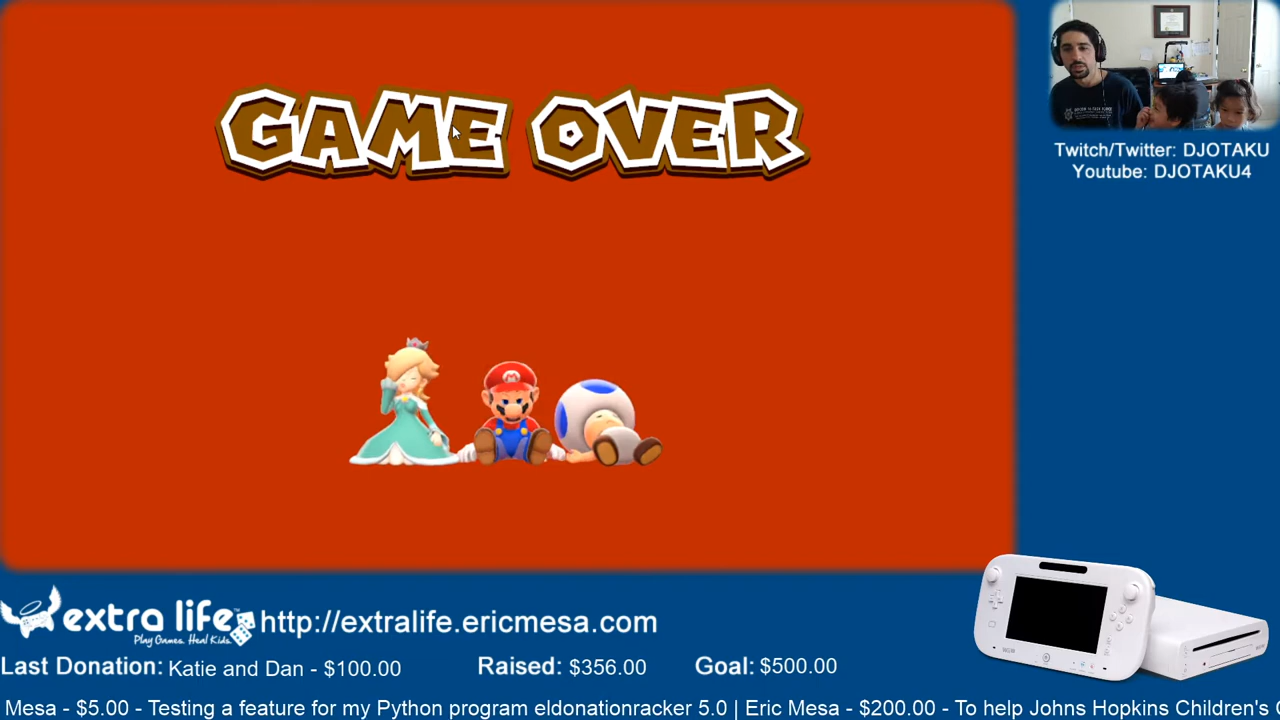 GAME OVER
Twitch/Twitter: DJOTAKU
Youtube: DJOTAKU4
extra life
Play Games. Heal Kids.
http://extralife.ericmesa.com
Last Donation: Katie and Dan - $100.00 Raised: $356.00 Goal: $500.00
Mesa - $5.00 - Testing a feature for my Python program eldonationracker 5.0 | Eric Mesa - $200.00 - To help Johns Hopkins Children's